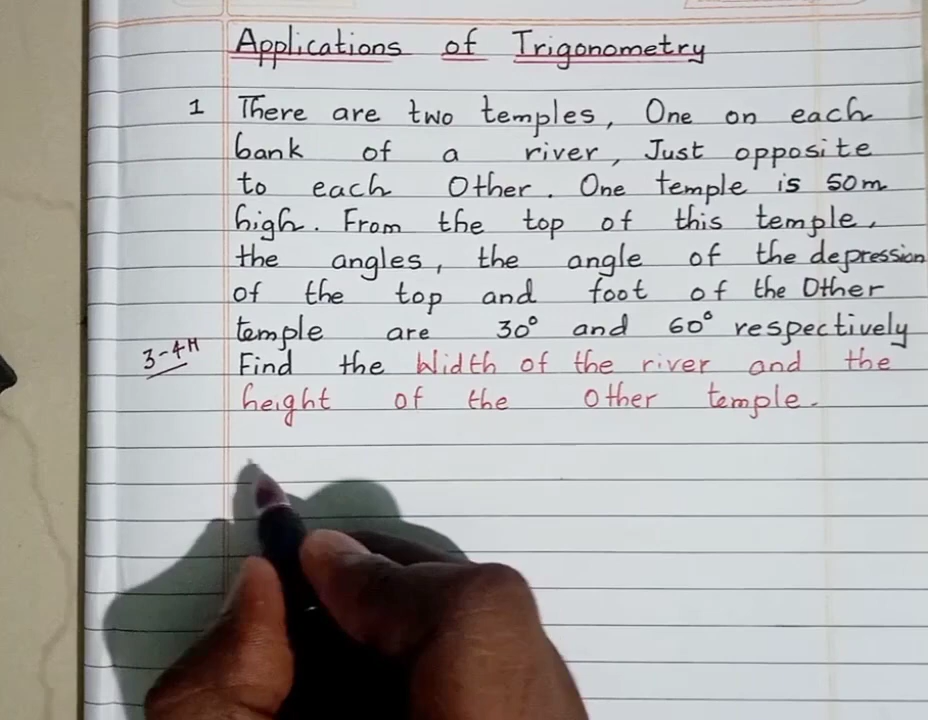 Applications of Trigonometry
1 There are two temples, One on each
bank of a river, Just opposite
to each Other. One temple is 50m
high. From the top of this temple,
the angles, the angle of the depression
of the top and foot of the Other
temple are 30° and 60° respectively
3-4M Find the Width of the river and the
height of the Other temple.